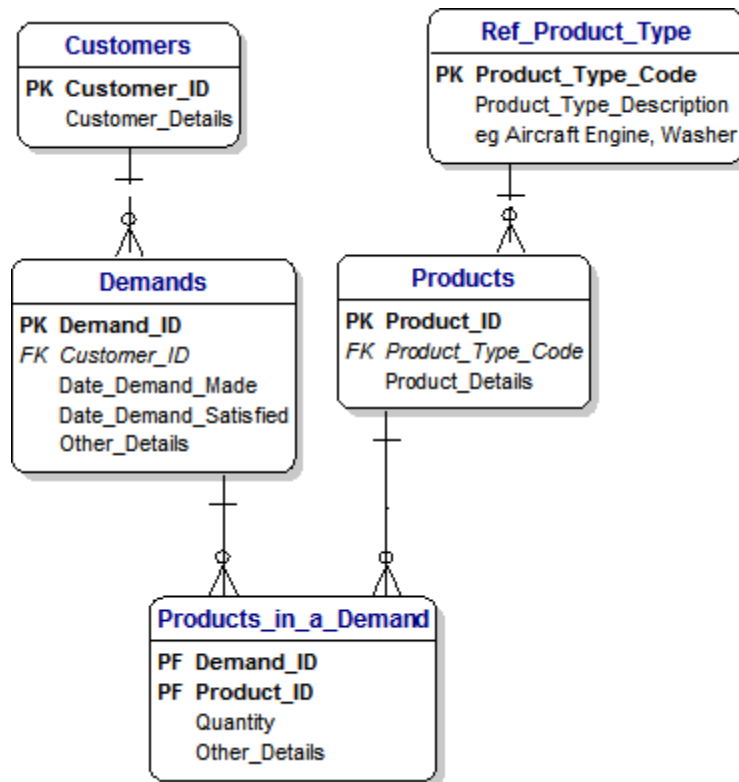 Customers
PK Customer_ID
Customer_Details
Ref_Product_Type
PK Product_Type_Code
Product_Type_Description
eg Aircraft Engine, Washer
Demands
PK Demand_ID
FK Customer_ID
Date_Demand_Made
Date_Demand_Satisfied
Other_Details
Products
PK Product_ID
FK Product_Type_Code
Product_Details
Products_in_a_Demand
PF Demand_ID
PF Product_ID
Quantity
Other_Details